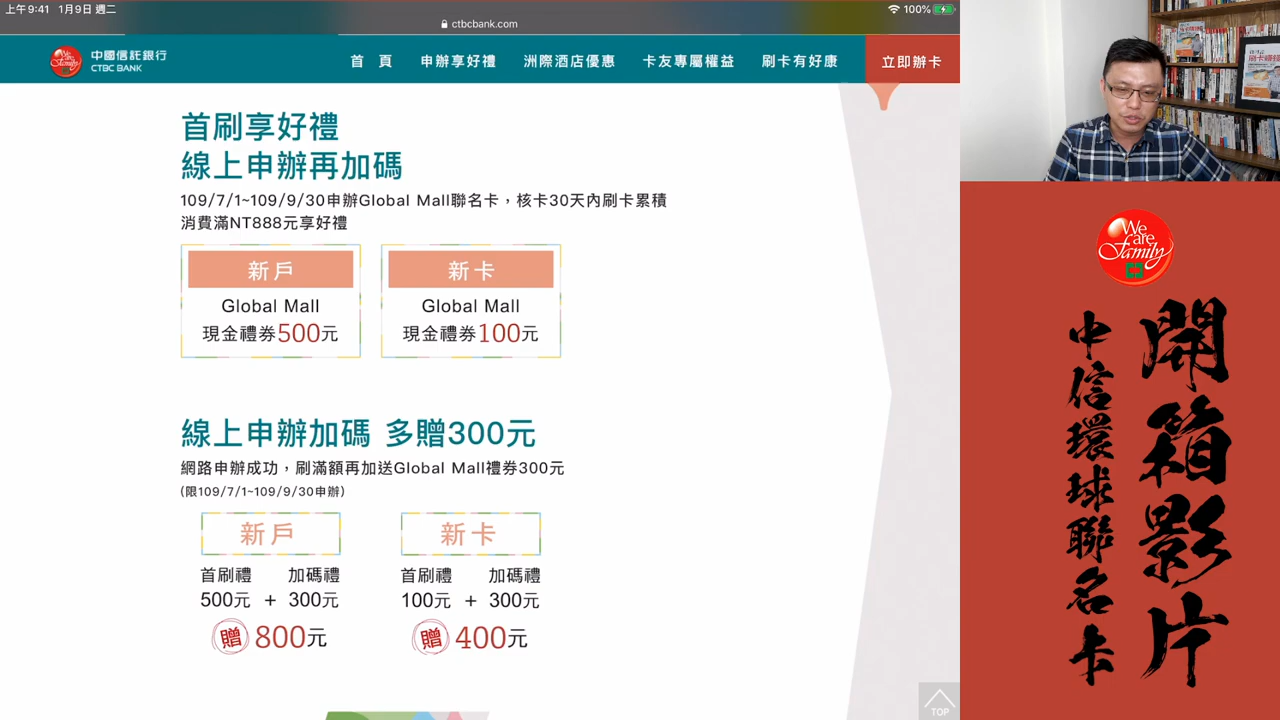 上午9:41 1月9日 週二
100%
ctbcbank.com
We are Family
中國信託銀行
CTBC BANK
首 頁
申辦享好禮
洲際酒店優惠
卡友專屬權益
刷卡有好康
立即辦卡
首刷享好禮
線上申辦再加碼
109/7/1~109/9/30申辦Global Mall聯名卡，核卡30天內刷卡累積
消費滿NT888元享好禮
新戶
Global Mall
現金禮券500元
新卡
Global Mall
現金禮券100元
線上申辦加碼 多贈300元
網路申辦成功，刷滿額再加送Global Mall禮券300元
(限109/7/1~109/9/30申辦)
新戶
首刷禮 加碼禮
500元 + 300元
贈 800元
新卡
首刷禮 加碼禮
100元 + 300元
贈 400元
TOP
We are Family
開箱影片
中信環球聯名卡